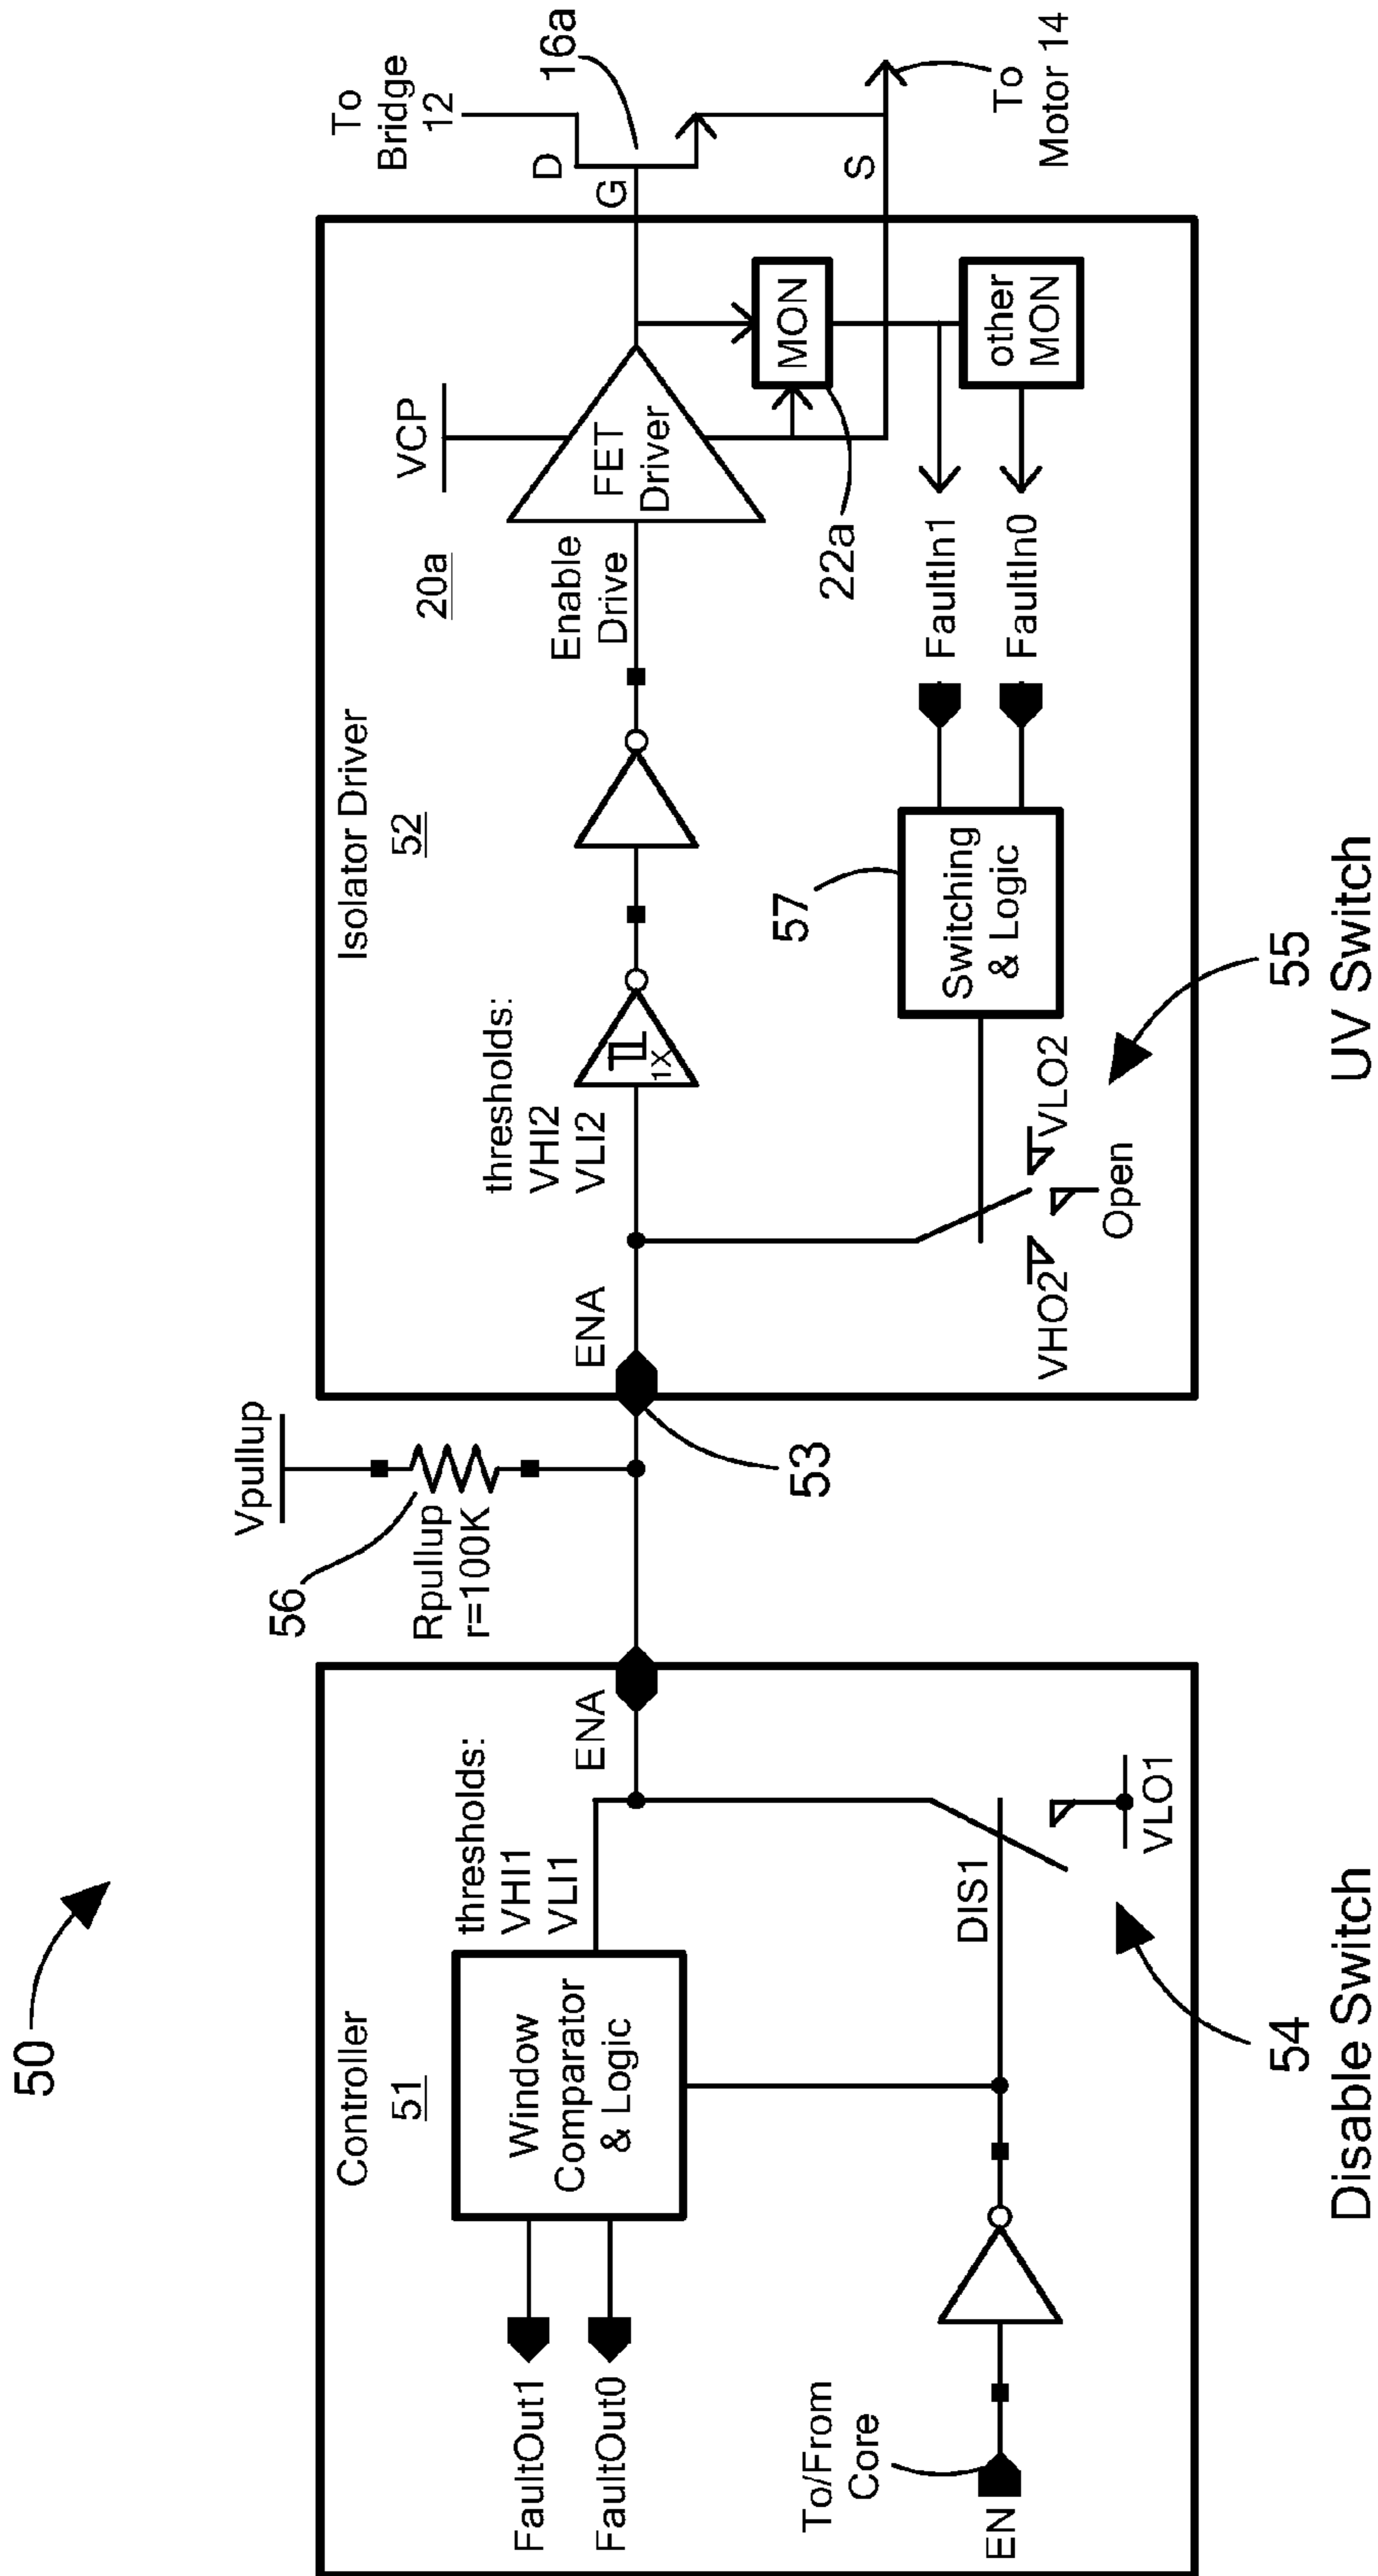 50
Controller
51
Window
Comparator
& Logic
thresholds:
VHI1
VLI1
ENA
FaultOut1
FaultOut0
To/From
Core
EN
DIS1
VLO1
54
Disable Switch
Vpullup
56
Rpullup
r=100K
53
Isolator Driver
52
ENA
thresholds:
VHI2
VLI2
1X
Enable
Drive
20a
VCP
FET
Driver
MON
22a
other
MON
FaultIn1
FaultIn0
57
Switching
& Logic
VHO2
VLO2
Open
55
UV Switch
To
Bridge
12
D
G
16a
S
To
Motor 14